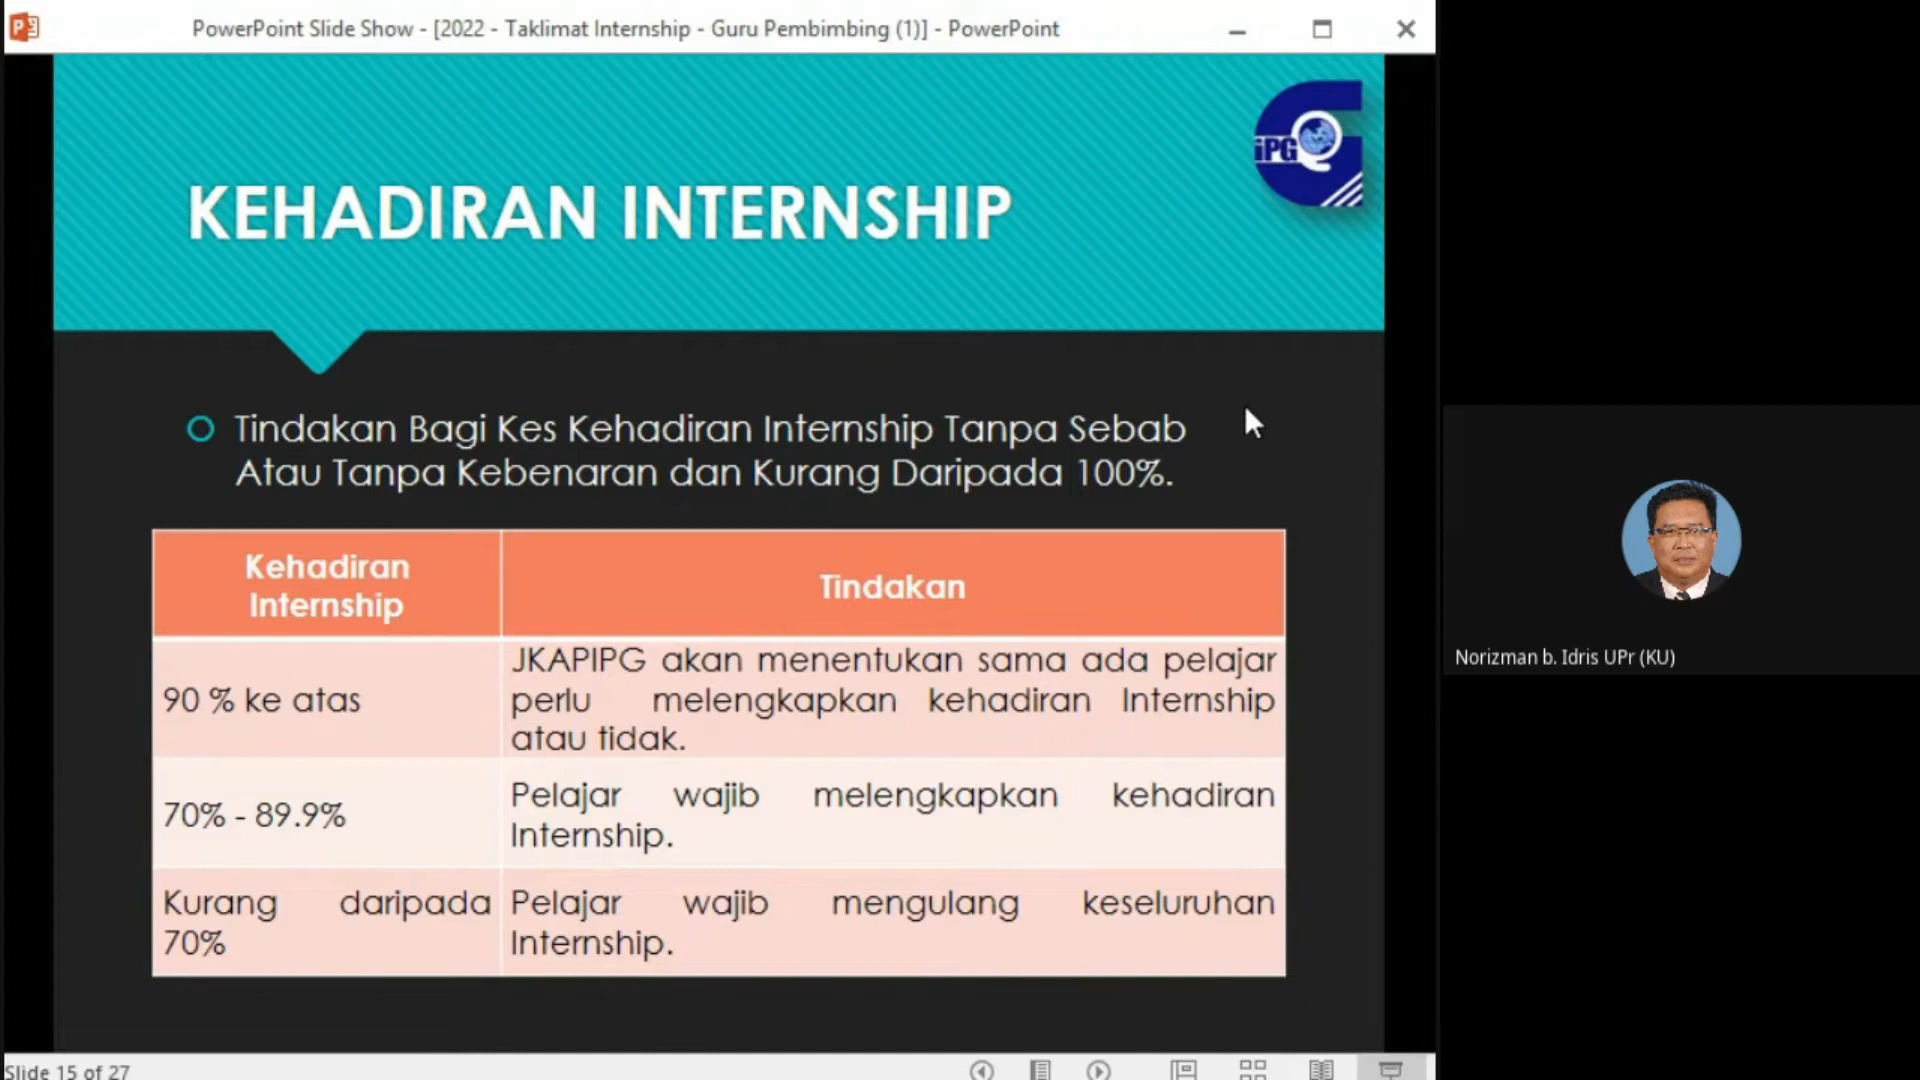 PowerPoint Slide Show - [2022 - Taklimat Internship - Guru Pembimbing (1)] - PowerPoint
iPG
KEHADIRAN INTERNSHIP
Tindakan Bagi Kes Kehadiran Internship Tanpa Sebab
Atau Tanpa Kebenaran dan Kurang Daripada 100%.
Kehadiran
Internship
Tindakan
90 % ke atas
JKAPIPG akan menentukan sama ada pelajar
perlu melengkapkan kehadiran Internship
atau tidak.
70% - 89.9%
Pelajar wajib melengkapkan kehadiran
Internship.
Kurang daripada
70%
Pelajar wajib mengulang keseluruhan
Internship.
Norizman b. Idris UPr (KU)
Slide 15 of 27